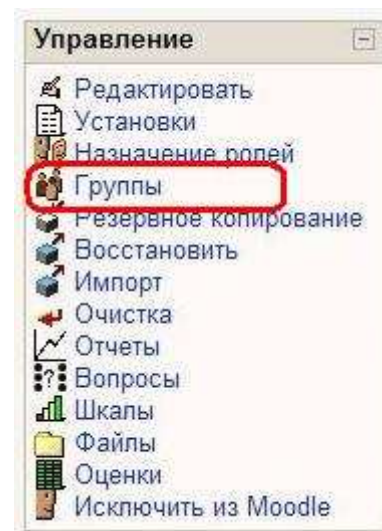 Управление
Редактировать
Установки
Назначение ролей
Группы
Резервное копирование
Восстановить
Импорт
Очистка
Отчеты
Вопросы
Шкалы
Файлы
Оценки
Исключить из Moodle